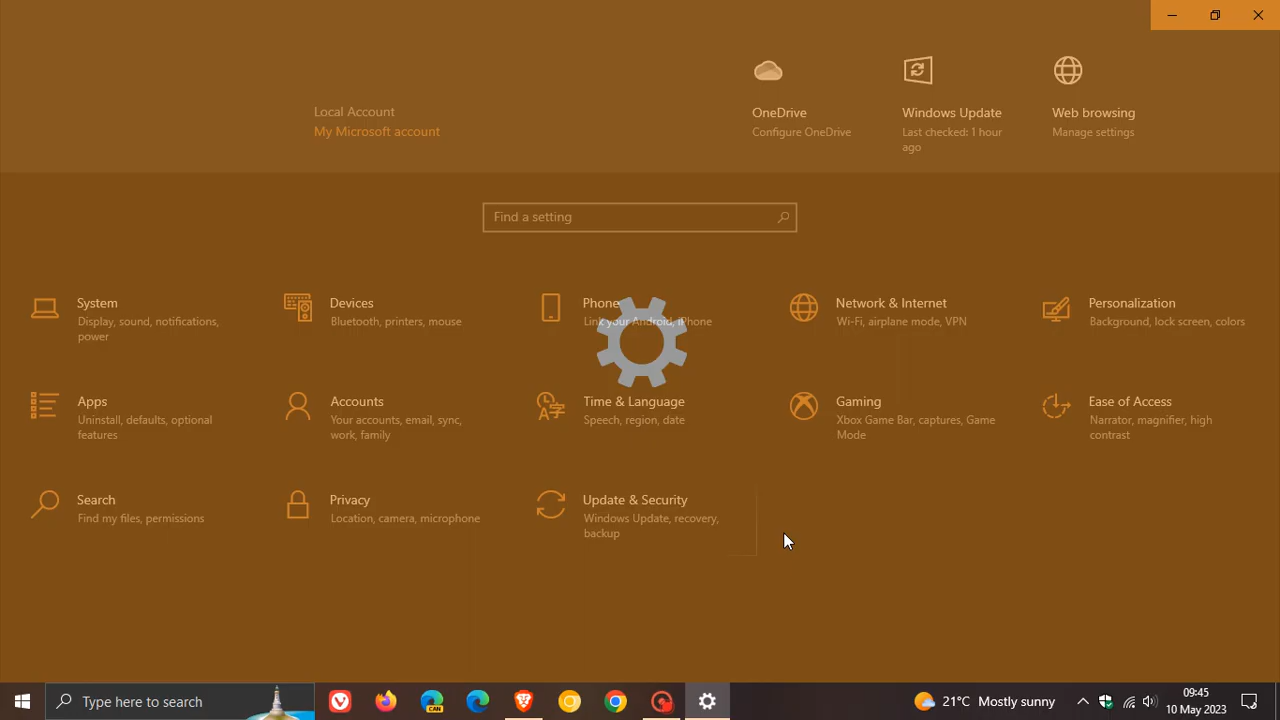 Local Account
My Microsoft account
OneDrive
Configure OneDrive
Windows Update
Last checked: 1 hour
ago
Web browsing
Manage settings
Find a setting
System
Display, sound, notifications,
power
Devices
Bluetooth, printers, mouse
Phone
Link your Android, iPhone
Network & Internet
Wi-Fi, airplane mode, VPN
Personalization
Background, lock screen, colors
Apps
Uninstall, defaults, optional
features
Accounts
Your accounts, email, sync,
work, family
Time & Language
Speech, region, date
Gaming
Xbox Game Bar, captures, Game
Mode
Ease of Access
Narrator, magnifier, high
contrast
Search
Find my files, permissions
Privacy
Location, camera, microphone
Update & Security
Windows Update, recovery,
backup
Type here to search
CAN
21°C Mostly sunny
09:45
10 May 2023